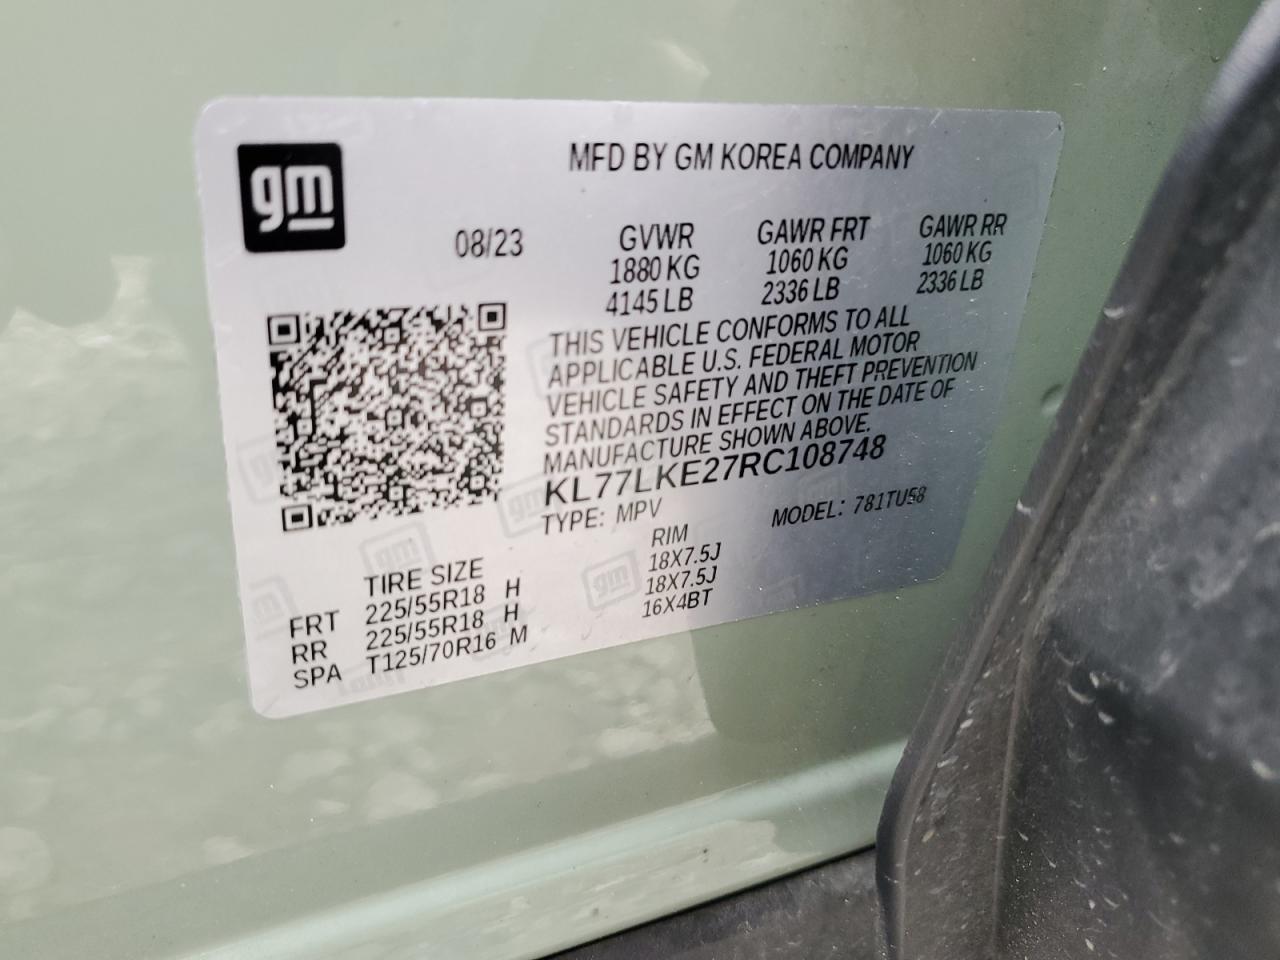 gm
MFD BY GM KOREA COMPANY
08/23
GVWR GAWR FRT GAWR RR
1880 KG 1060 KG 1060 KG
4145 LB 2336 LB 2336 LB
THIS VEHICLE CONFORMS TO ALL
APPLICABLE U.S. FEDERAL MOTOR
VEHICLE SAFETY AND THEFT PREVENTION
STANDARDS IN EFFECT ON THE DATE OF
MANUFACTURE SHOWN ABOVE.
KL77LKE27RC108748
TYPE: MPV MODEL: 781TU58
TIRE SIZE RIM
FRT 225/55R18 H 18X7.5J
RR 225/55R18 H 18X7.5J
SPA T125/70R16 M 16X4BT